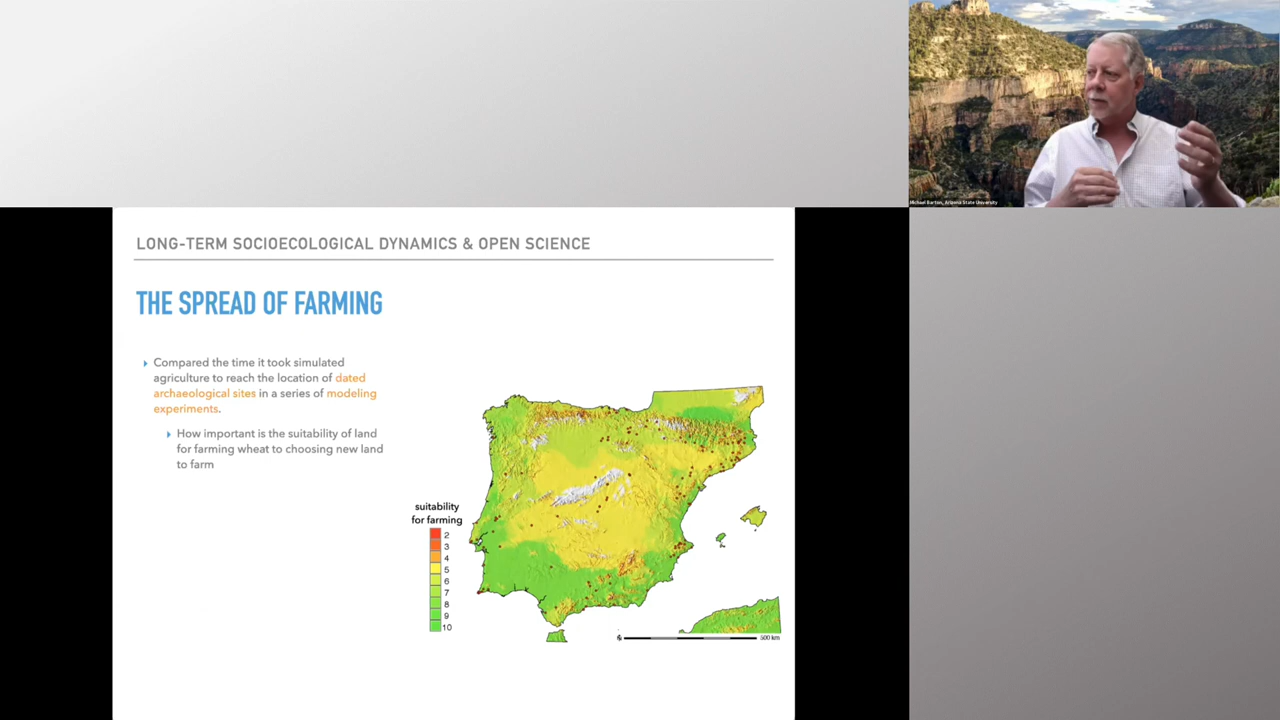 Michael Barton, Arizona State University
LONG-TERM SOCIOECOLOGICAL DYNAMICS & OPEN SCIENCE
THE SPREAD OF FARMING
Compared the time it took simulated
agriculture to reach the location of dated
archaeological sites in a series of modeling
experiments.
How important is the suitability of land
for farming wheat to choosing new land
to farm
suitability
for farming
2
3
4
5
6
7
8
9
10
500 km